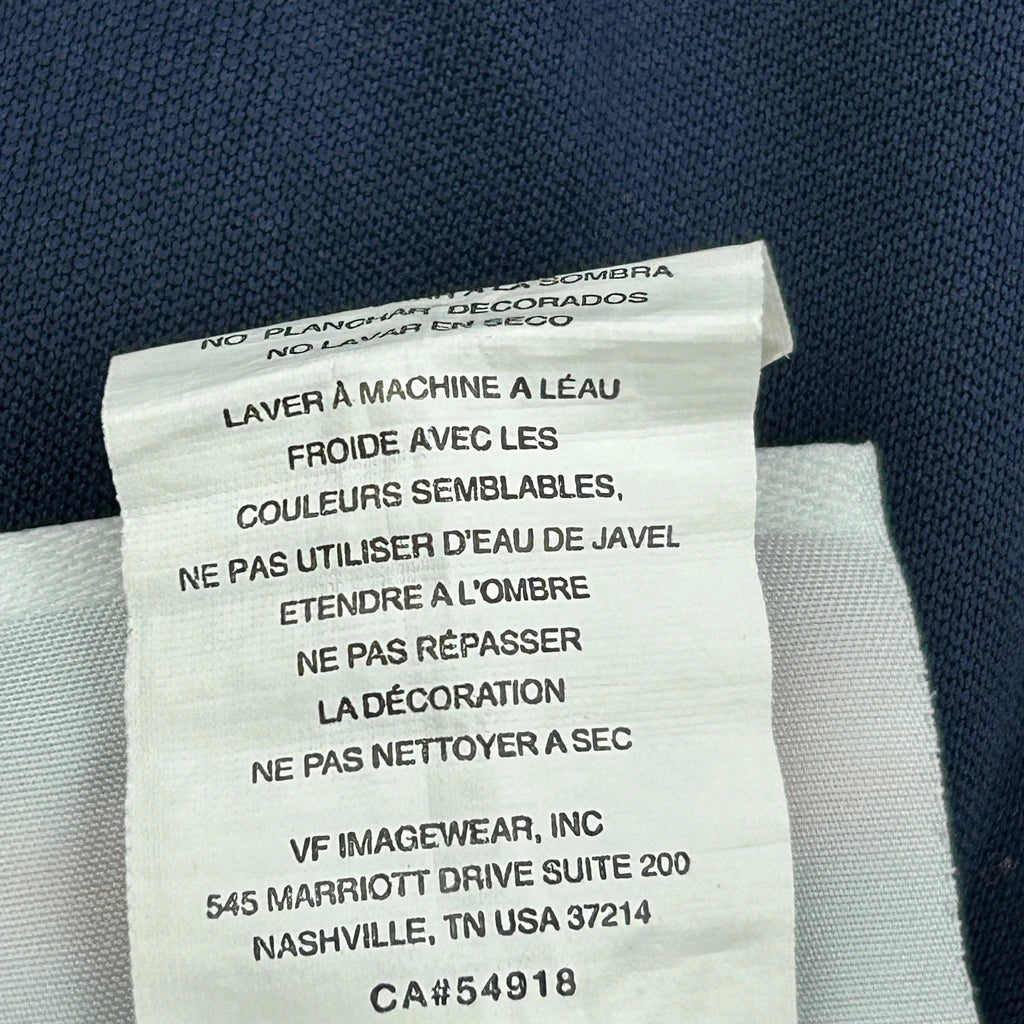 A LA SOMBRA
NO PLANCHAR DECORADOS
NO LAVAR EN SECO
LAVER À MACHINE A LÉAU
FROIDE AVEC LES
COULEURS SEMBLABLES,
NE PAS UTILISER D'EAU DE JAVEL
ETENDRE A L'OMBRE
NE PAS RÉPASSER
LA DÉCORATION
NE PAS NETTOYER A SEC
VF IMAGEWEAR, INC
545 MARRIOTT DRIVE SUITE 200
NASHVILLE, TN USA 37214
CA#54918